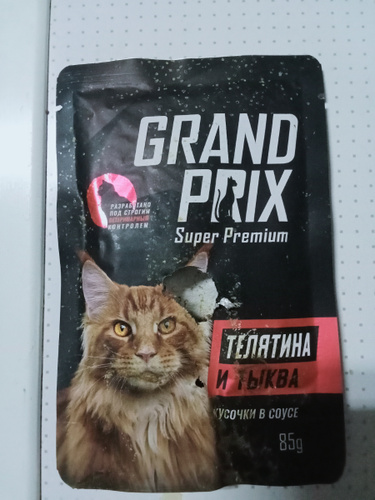 GRAND
PRIX
Super Premium
РАЗРАБОТАНО
ПОД СТРОГИМ
ВЕТЕРИНАРНЫМ
КОНТРОЛЕМ
ТЕЛЯТИНА
И ТЫКВА
КУСОЧКИ В СОУСЕ
85g